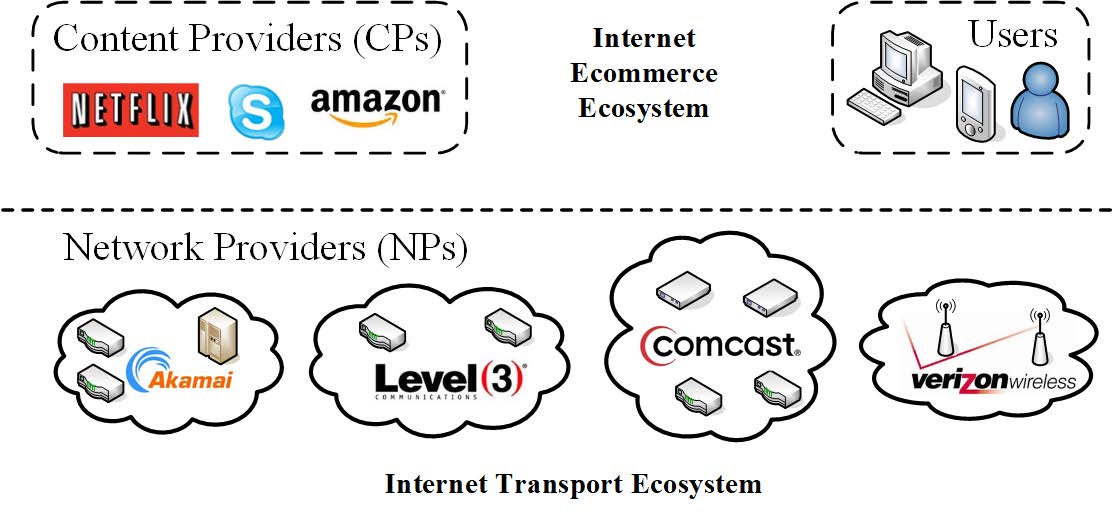 Content Providers (CPs)
NETFLIX
S
amazon
Internet
Ecommerce
Ecosystem
Users
Network Providers (NPs)
Akamai
Level (3)®
COMMUNICATIONS
comcast®
verizon wireless
Internet Transport Ecosystem